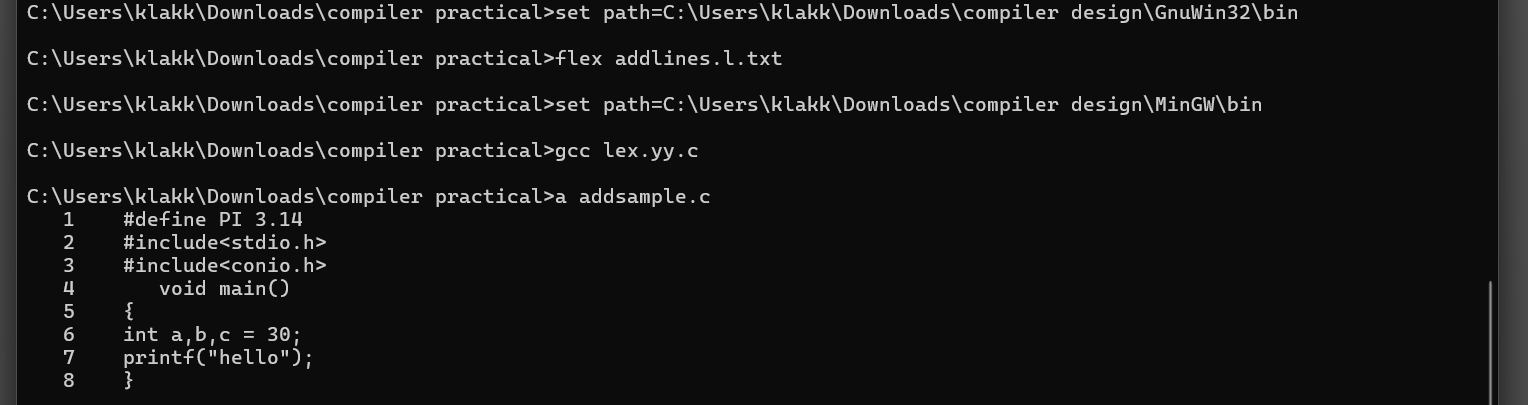 C:\Users\klakk\Downloads\compiler practical>set path=C:\Users\klakk\Downloads\compiler design\GnuWin32\bin
C:\Users\klakk\Downloads\compiler practical>flex addlines.l.txt
C:\Users\klakk\Downloads\compiler practical>set path=C:\Users\klakk\Downloads\compiler design\MinGW\bin
C:\Users\klakk\Downloads\compiler practical>gcc lex.yy.c
C:\Users\klakk\Downloads\compiler practical>a addsample.c
   1    #define PI 3.14
   2    #include<stdio.h>
   3    #include<conio.h>
   4       void main()
   5    {
   6    int a,b,c = 30;
   7    printf("hello");
   8    }